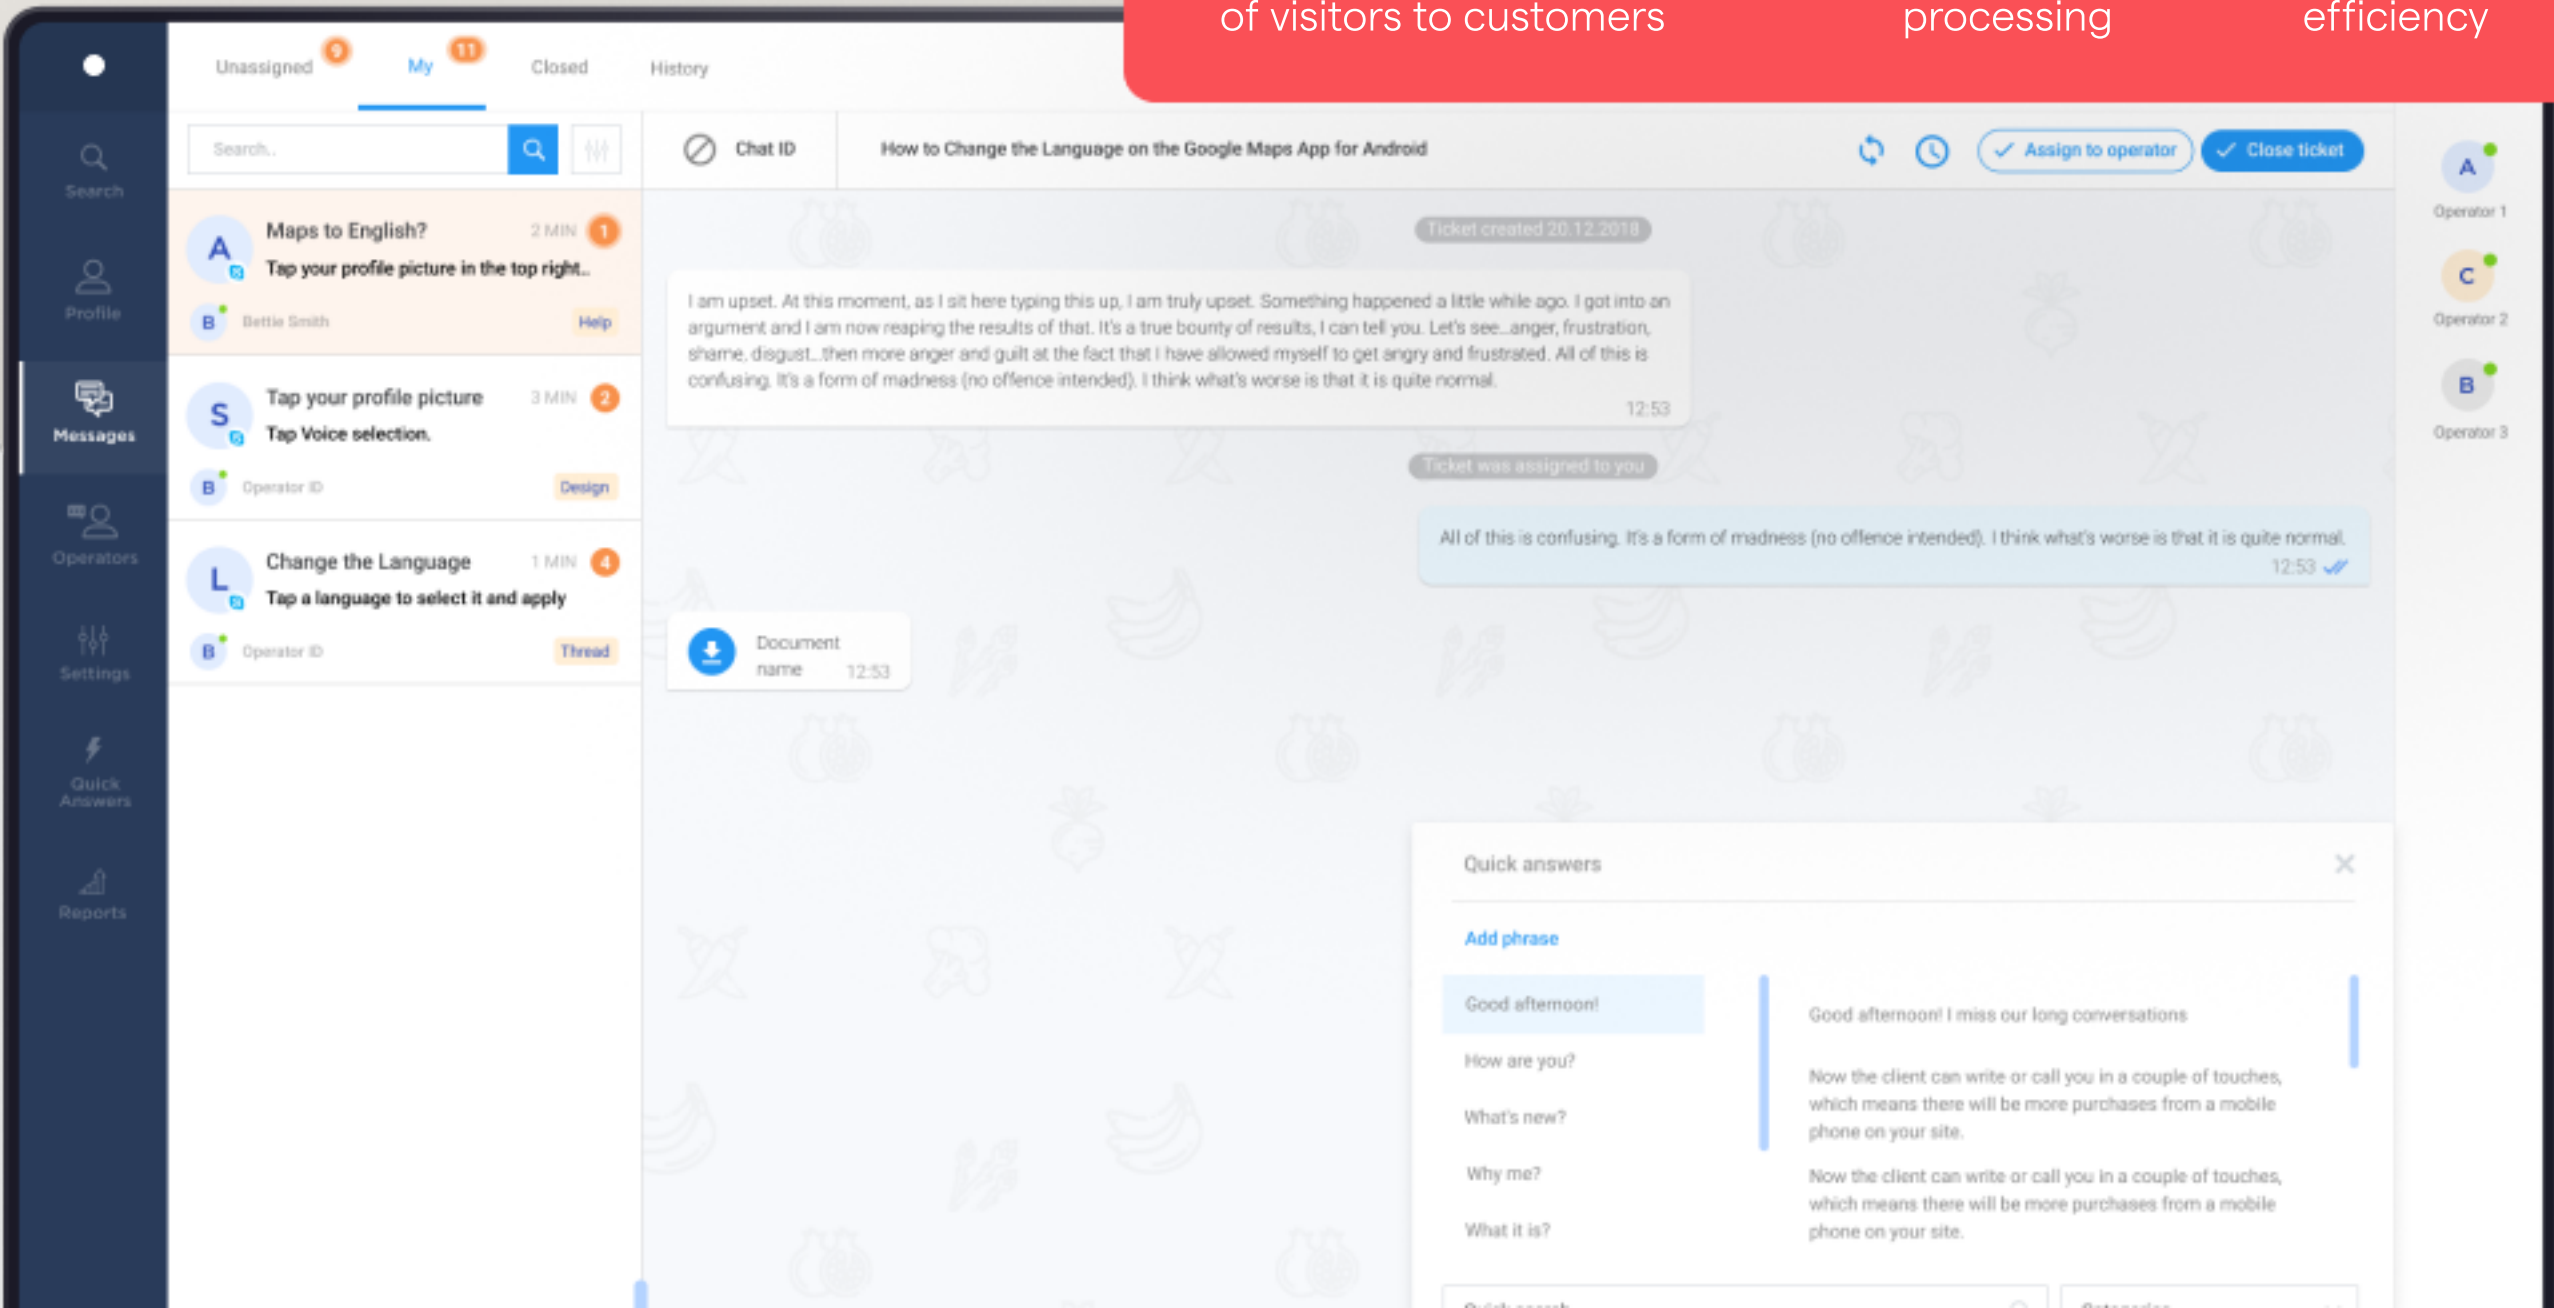 of visitors to customers
processing
efficiency
Unassigned 9
My 11
Closed
History
Search..
Chat ID
How to Change the Language on the Google Maps App for Android
Assign to operator
Close ticket
Search
Profile
Messages
Operators
Settings
Quick
Answers
Reports
A
Maps to English?
2 MIN 1
Tap your profile picture in the top right..
B Bettie Smith
Help
S
Tap your profile picture
3 MIN 2
Tap Voice selection.
B Operator ID
Design
L
Change the Language
1 MIN 4
Tap a language to select it and apply
B Operator ID
Thread
Ticket created 20.12.2018
I am upset. At this moment, as I sit here typing this up, I am truly upset. Something happened a little while ago. I got into an
argument and I am now reaping the results of that. It's a true bounty of results, I can tell you. Let's see...anger, frustration,
shame, disgust...then more anger and guilt at the fact that I have allowed myself to get angry and frustrated. All of this is
confusing. It's a form of madness (no offence intended). I think what's worse is that it is quite normal.
12:53
Ticket was assigned to you
All of this is confusing. It's a form of madness (no offence intended). I think what's worse is that it is quite normal.
12:53
Document
name 12:53
A
Operator 1
C
Operator 2
B
Operator 3
Quick answers
Add phrase
Good afternoon!
How are you?
What's new?
Why me?
What it is?
Good afternoon! I miss our long conversations
Now the client can write or call you in a couple of touches,
which means there will be more purchases from a mobile
phone on your site.
Now the client can write or call you in a couple of touches,
which means there will be more purchases from a mobile
phone on your site.